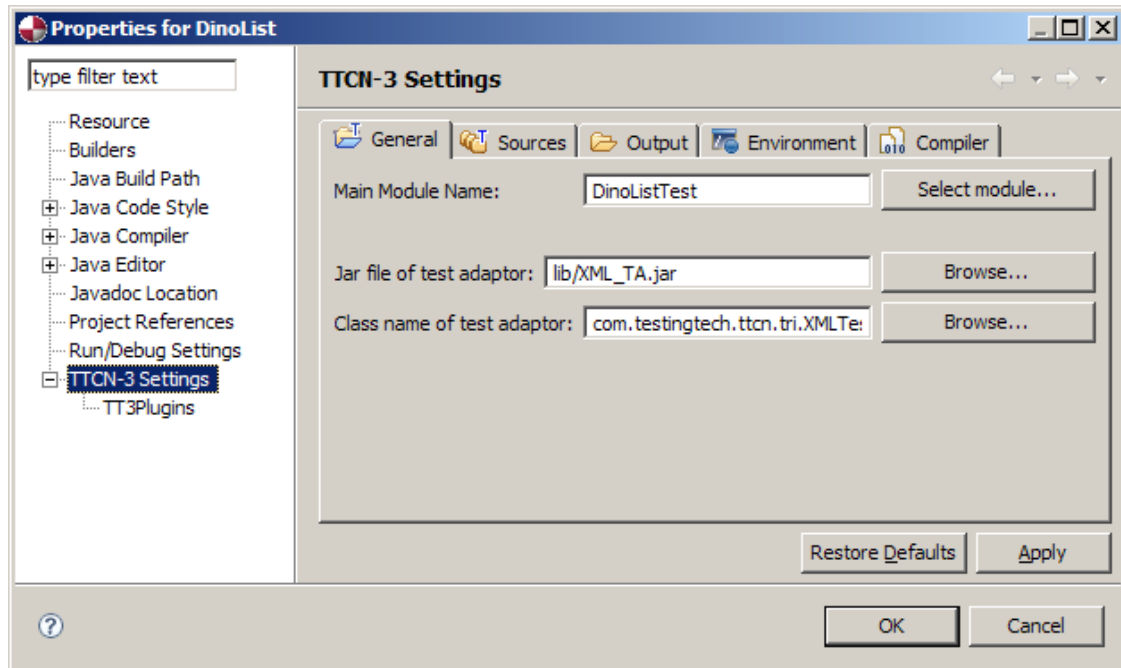 Properties for DinoList
type filter text
Resource
Builders
Java Build Path
Java Code Style
Java Compiler
Java Editor
Javadoc Location
Project References
Run/Debug Settings
TTCN-3 Settings
TT3Plugins
TTCN-3 Settings
General Sources Output Environment Compiler
Main Module Name: DinoListTest Select module...
Jar file of test adaptor: lib/XML_TA.jar Browse...
Class name of test adaptor: com.testingtech.ttcn.tri.XMLTe Browse...
Restore Defaults Apply
OK Cancel